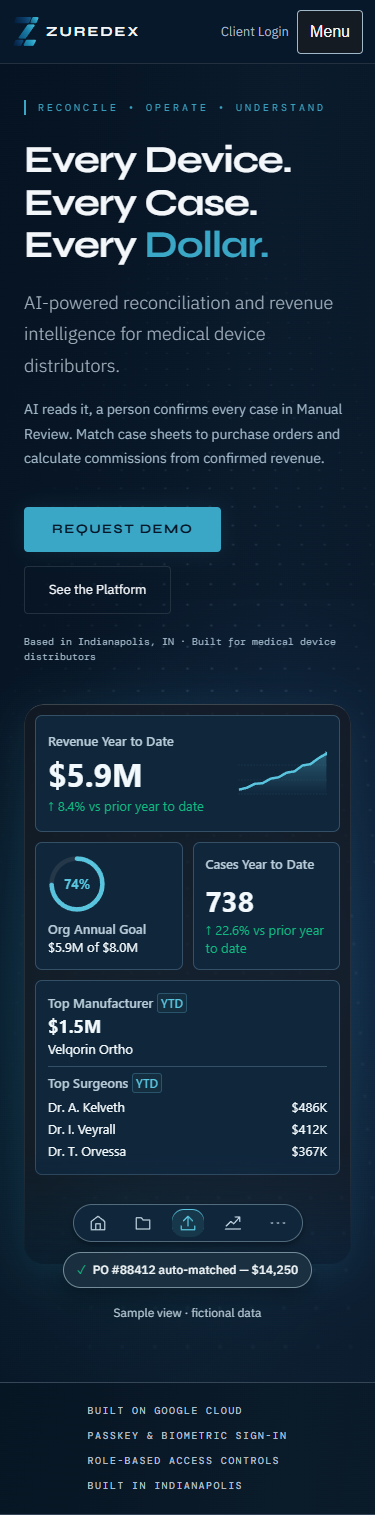 ZUREDEX
Client Login
Menu
RECONCILE • OPERATE • UNDERSTAND
Every Device.
Every Case.
Every Dollar.
AI-powered reconciliation and revenue
intelligence for medical device
distributors.
AI reads it, a person confirms every case in Manual
Review. Match case sheets to purchase orders and
calculate commissions from confirmed revenue.
REQUEST DEMO
See the Platform
Based in Indianapolis, IN · Built for medical device
distributors
Revenue Year to Date
$5.9M
↑ 8.4% vs prior year to date
74%
Org Annual Goal
$5.9M of $8.0M
Cases Year to Date
738
↑ 22.6% vs prior year
to date
Top Manufacturer YTD
$1.5M
Velqorin Ortho
Top Surgeons YTD
Dr. A. Kelveth $486K
Dr. I. Veyrall $412K
Dr. T. Orvessa $367K
✓ PO #88412 auto-matched — $14,250
Sample view · fictional data
BUILT ON GOOGLE CLOUD
PASSKEY & BIOMETRIC SIGN-IN
ROLE-BASED ACCESS CONTROLS
BUILT IN INDIANAPOLIS